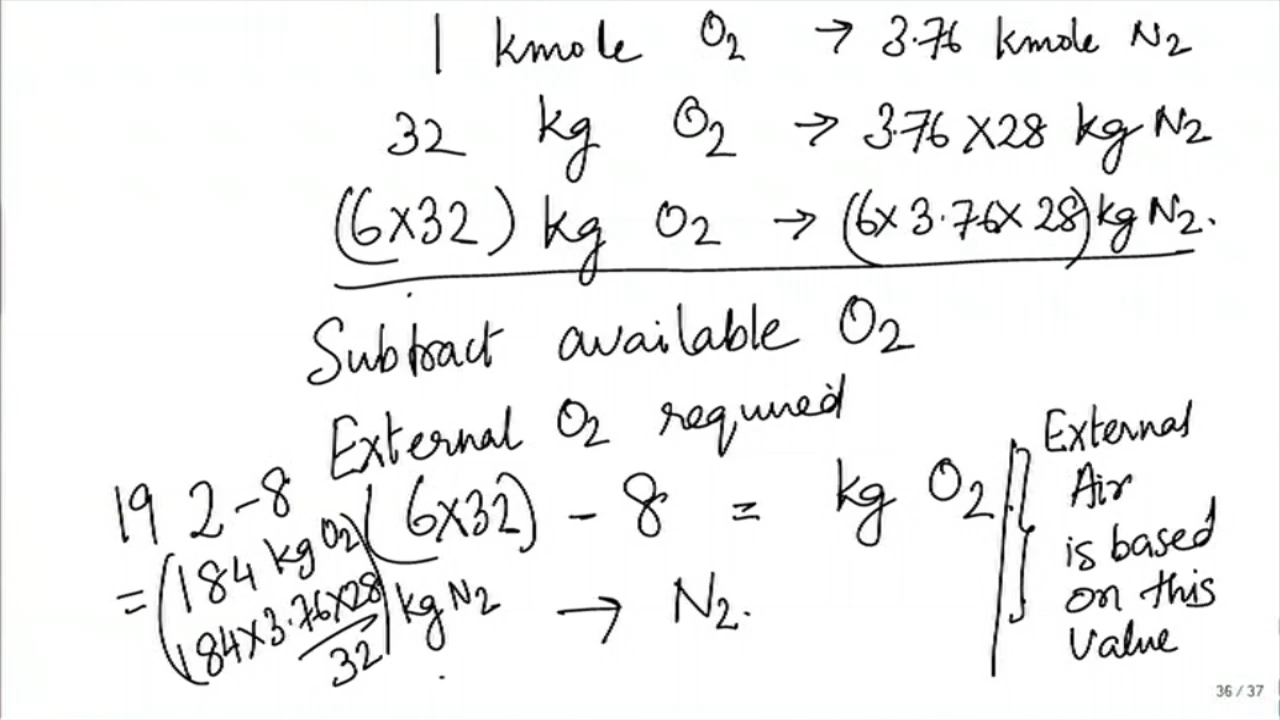 1 kmole O2 → 3.76 kmole N2
32 kg O2 → 3.76 X 28 kg N2
(6x32) kg O2 → (6x 3.76x 28) kg N2.
Subtract available O2
External O2 required
192-8 (6x32) - 8 = kg O2
= (184 kg O2
184x3.76x28/32) kg N2 → N2.
External
Air
is based
on this
value
36 / 37